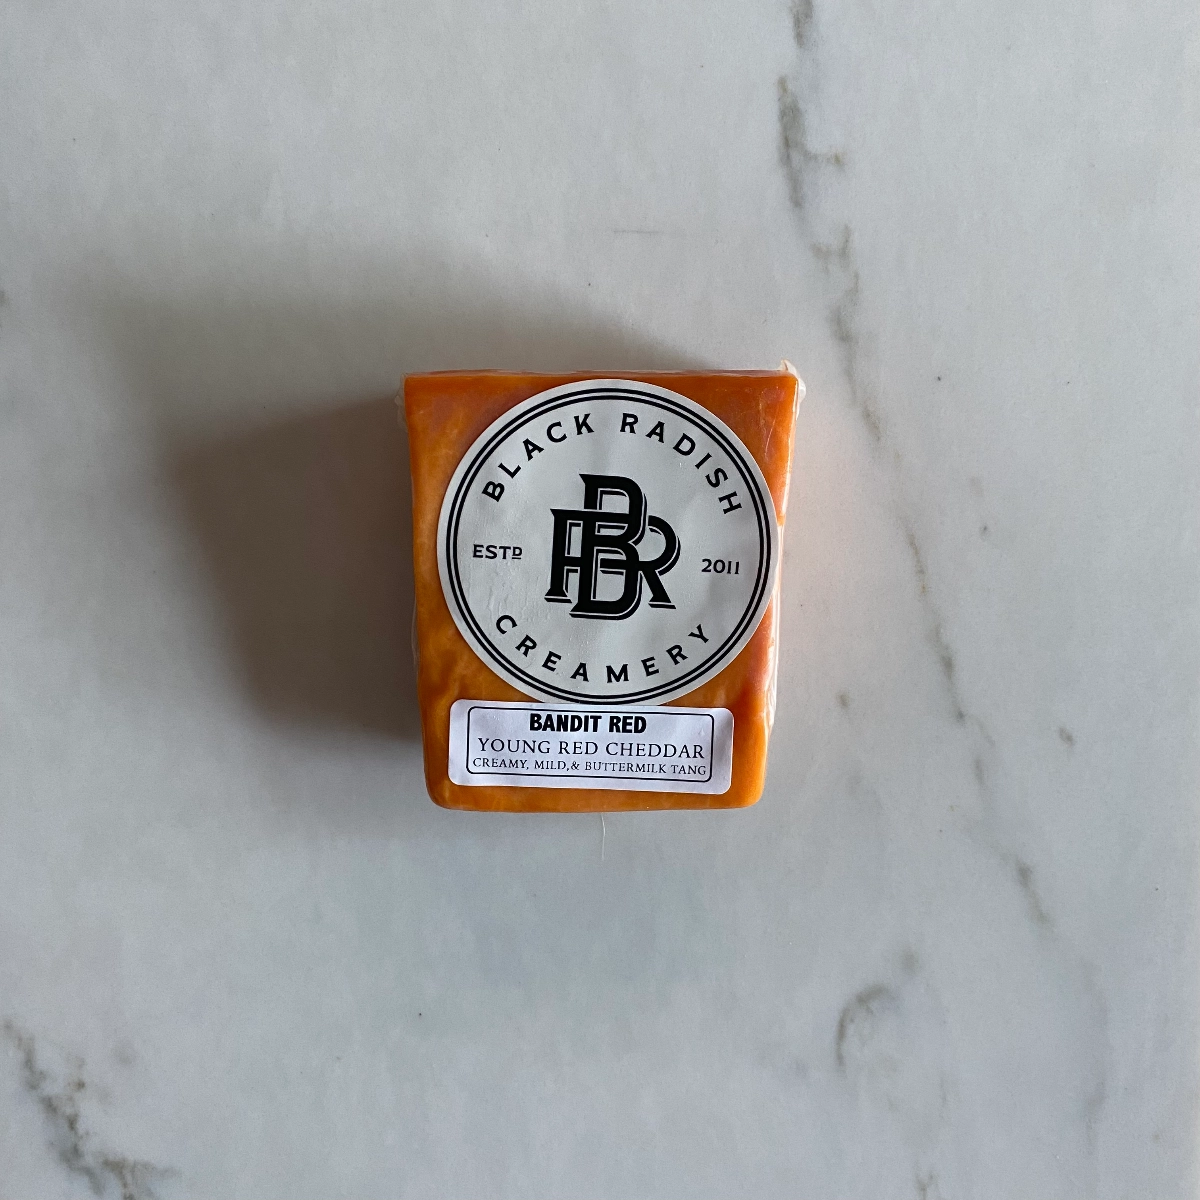 BLACK RADISH
ESTD 2011
BR
CREAMERY
BANDIT RED
YOUNG RED CHEDDAR
CREAMY, MILD,& BUTTERMILK TANG